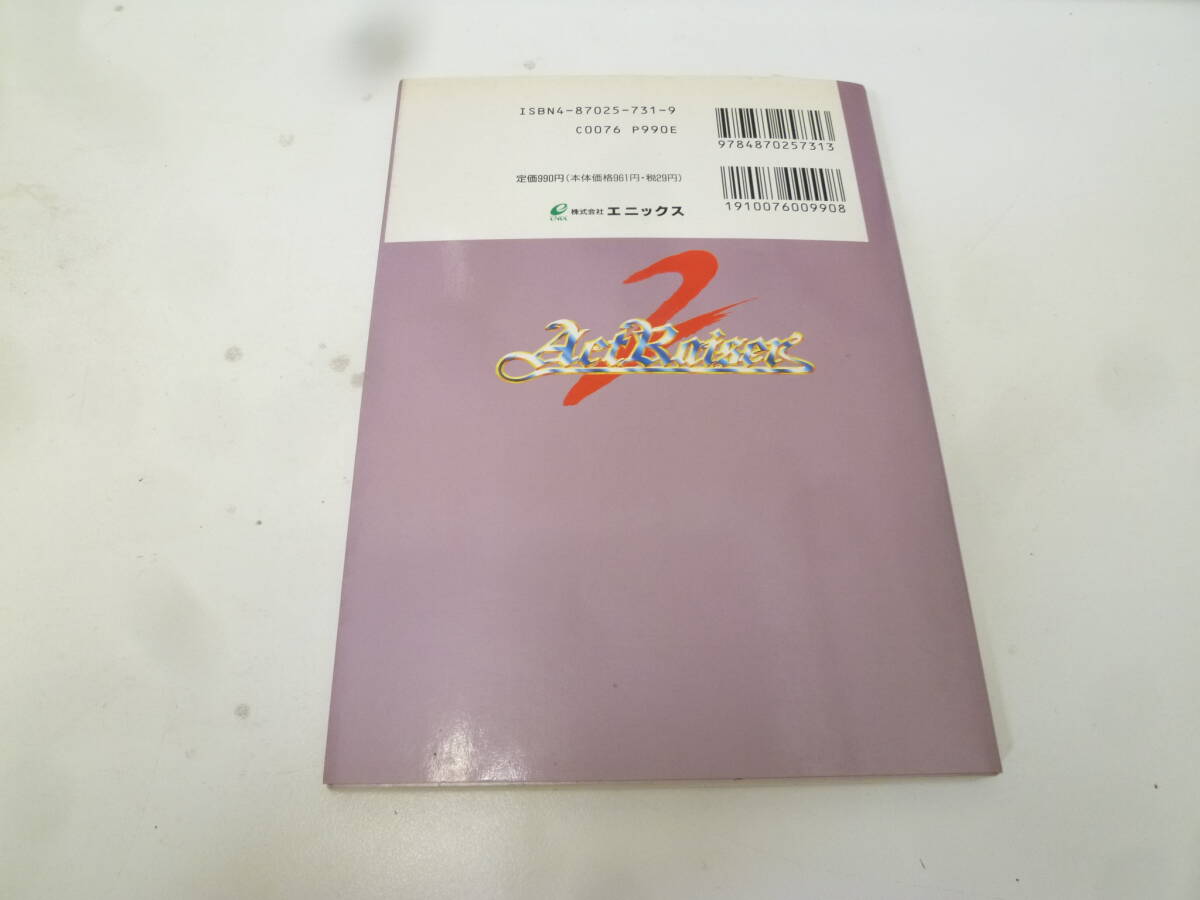 ISBN4-87025-731-9
C0076 P990E
9784870257313
定価990円(本体価格961円・税29円)
1910076009908
e ENIX 株式会社 エニックス
2
ActRaiser